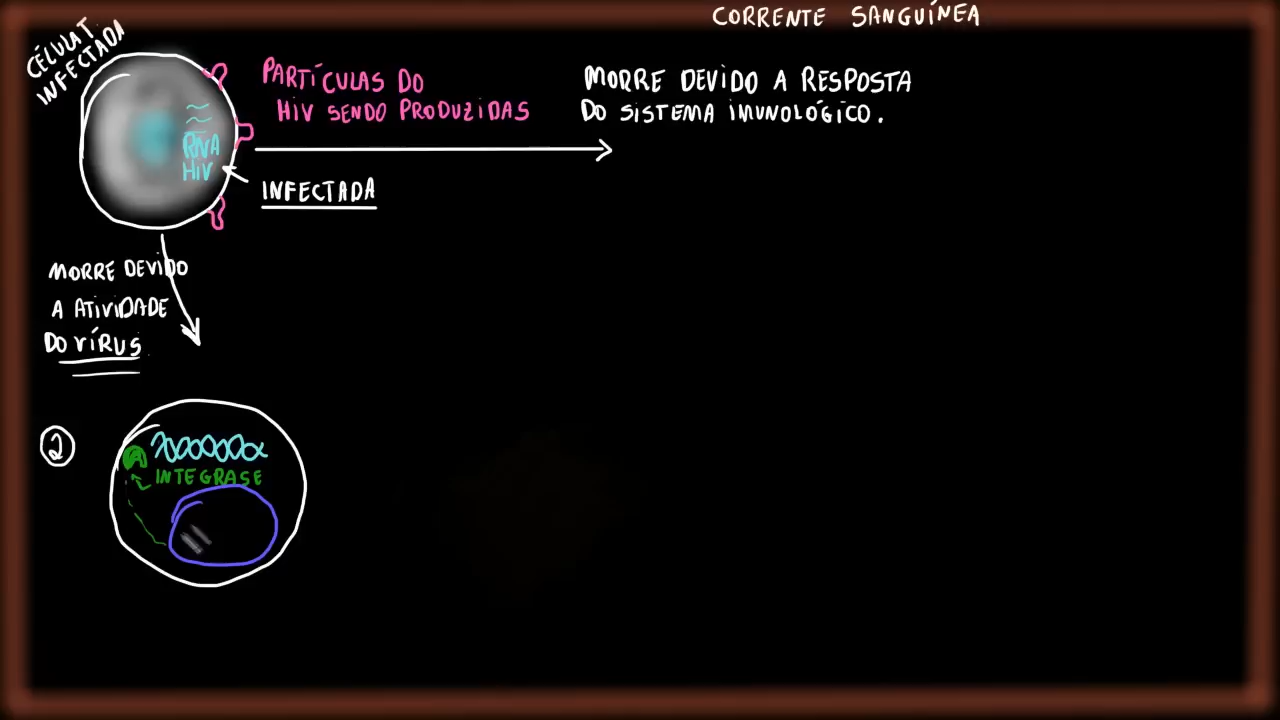 CORRENTE SANGUÍNEA
CÉLULA T
INFECTADA
PARTÍCULAS DO
HIV SENDO PRODUZIDAS
MORRE DEVIDO A RESPOSTA
DO SISTEMA IMUNOLÓGICO.
RNA
HIV
INFECTADA
MORRE DEVIDO
A ATIVIDADE
DO VÍRUS
2
INTEGRASE